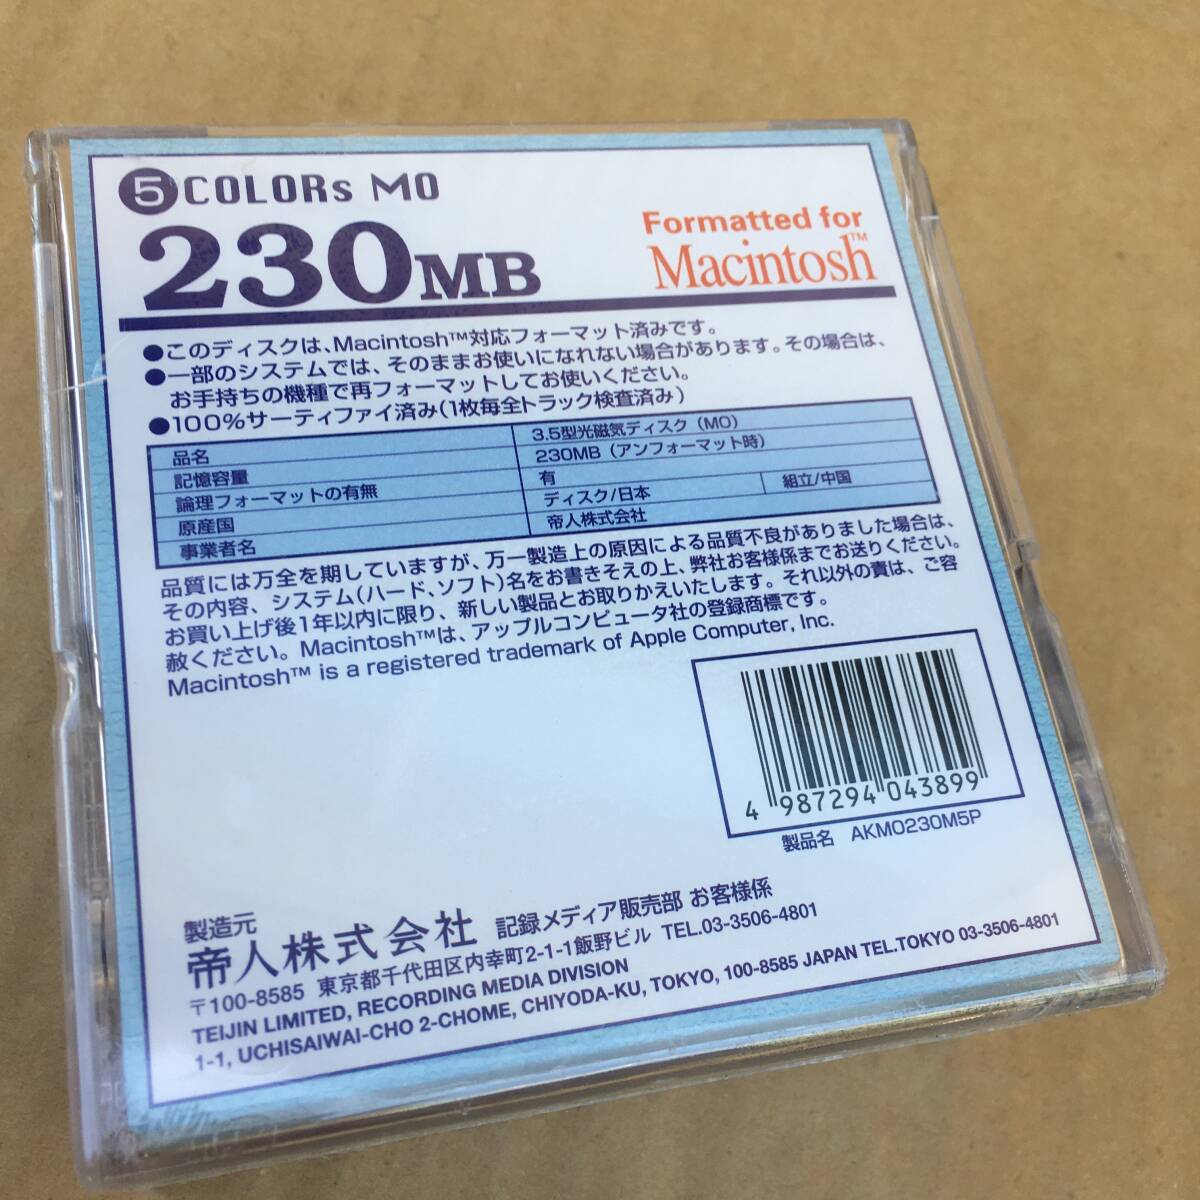 5 COLORs MO
230MB
Formatted for
Macintosh™
●このディスクは、Macintosh™対応フォーマット済みです。
●一部のシステムでは、そのままお使いになれない場合があります。その場合は、
お手持ちの機種で再フォーマットしてお使いください。
●100%サーティファイ済み(1枚毎全トラック検査済み)
品名 3.5型光磁気ディスク(MO)
記憶容量 230MB(アンフォーマット時)
論理フォーマットの有無 有
原産国 ディスク/日本 組立/中国
事業者名 帝人株式会社
品質には万全を期していますが、万一製造上の原因による品質不良がありました場合は、
その内容、システム(ハード、ソフト)名をお書きそえの上、弊社お客様係までお送りください。
お買い上げ後1年以内に限り、新しい製品とお取りかえいたします。それ以外の責は、ご容
赦ください。Macintosh™は、アップルコンピュータ社の登録商標です。
Macintosh™ is a registered trademark of Apple Computer, Inc.
4 987294 043899
製品名 AKMO230M5P
製造元
帝人株式会社 記録メディア販売部 お客様係
〒100-8585 東京都千代田区内幸町2-1-1飯野ビル TEL.03-3506-4801
TEIJIN LIMITED, RECORDING MEDIA DIVISION
1-1, UCHISAIWAI-CHO 2-CHOME, CHIYODA-KU, TOKYO, 100-8585 JAPAN TEL.TOKYO 03-3506-4801